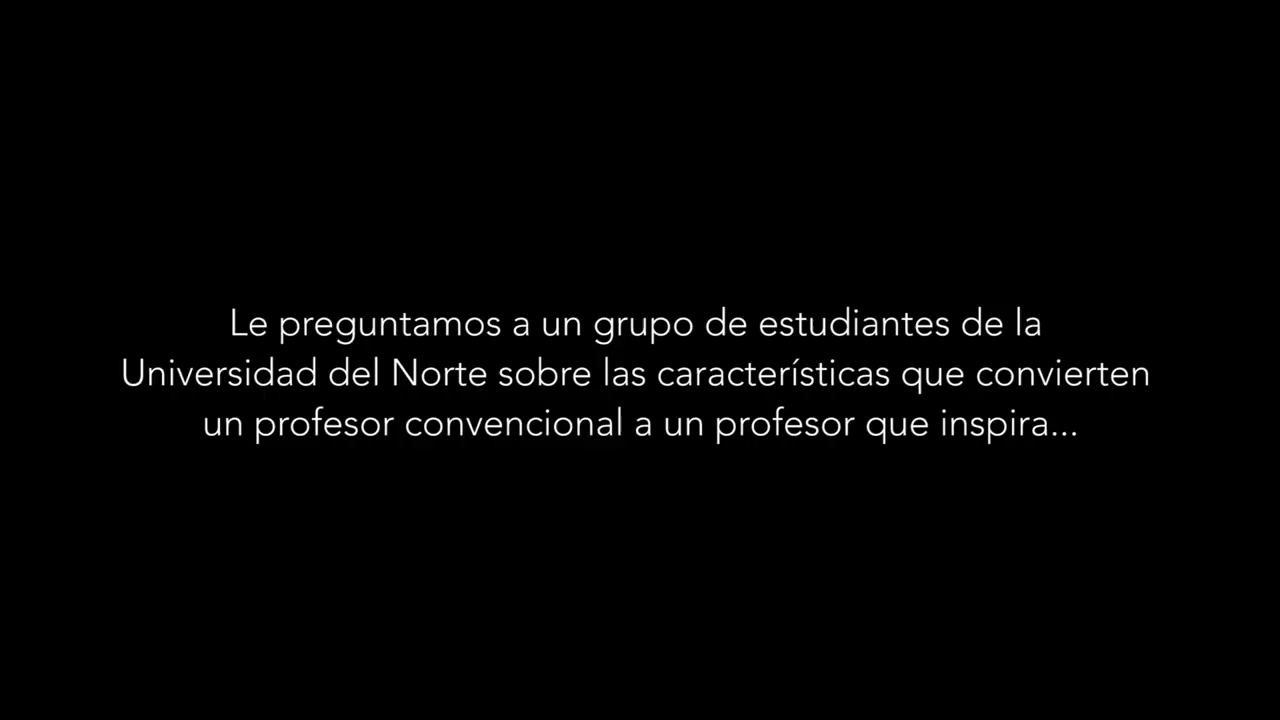 Le preguntamos a un grupo de estudiantes de la
Universidad del Norte sobre las características que convierten
un profesor convencional a un profesor que inspira...